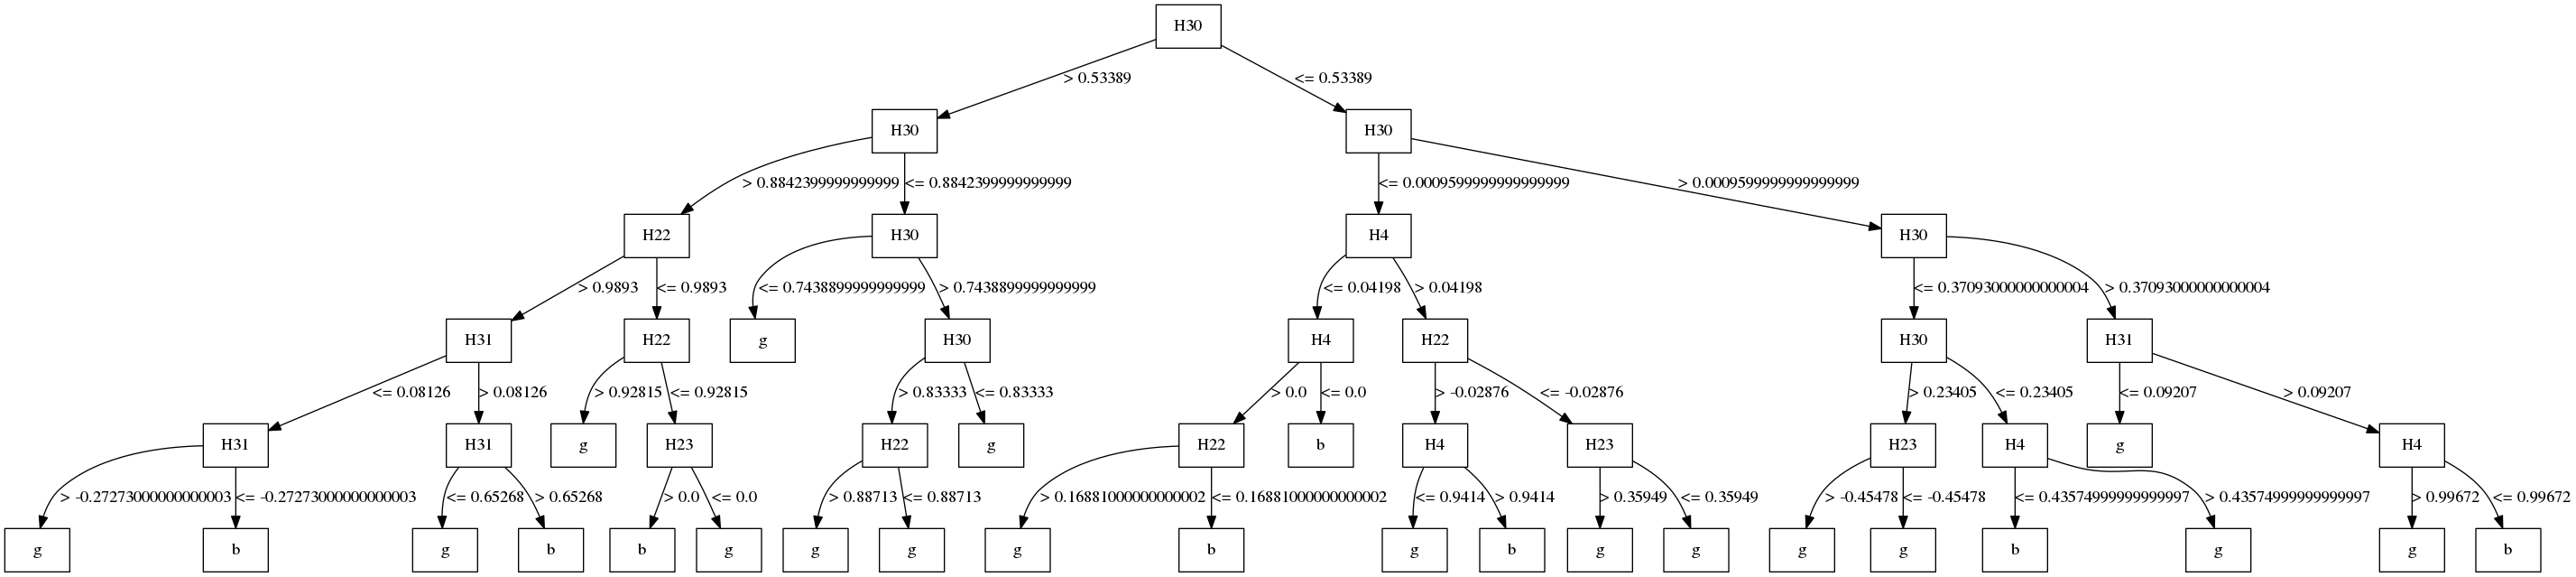 H30
> 0.53389
<= 0.53389
H30
H30
> 0.8842399999999999
<= 0.8842399999999999
<= 0.0009599999999999999
> 0.0009599999999999999
H22
H30
H4
H30
> 0.9893
<= 0.9893
<= 0.7438899999999999
> 0.7438899999999999
<= 0.04198
> 0.04198
<= 0.37093000000000004
> 0.37093000000000004
H31
H22
g
H30
H4
H22
H30
H31
<= 0.08126
> 0.08126
> 0.92815
<= 0.92815
> 0.83333
<= 0.83333
> 0.0
<= 0.0
> -0.02876
<= -0.02876
> 0.23405
<= 0.23405
<= 0.09207
> 0.09207
H31
H31
g
H23
H22
g
H22
b
H4
H23
H23
H4
g
H4
> -0.27273000000000003
<= -0.27273000000000003
<= 0.65268
> 0.65268
> 0.0
<= 0.0
> 0.88713
<= 0.88713
> 0.16881000000000002
<= 0.16881000000000002
<= 0.9414
> 0.9414
> 0.35949
<= 0.35949
> -0.45478
<= -0.45478
<= 0.43574999999999997
> 0.43574999999999997
> 0.99672
<= 0.99672
g
b
g
b
b
g
g
g
g
b
g
b
g
g
g
g
b
g
g
b